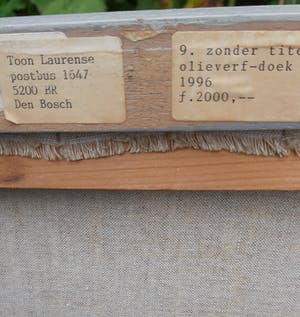 Toon Laurense
postbus 1647
5200 BR
Den Bosch
9. zonder tite
olieverf-doek
1996
f.2000,--